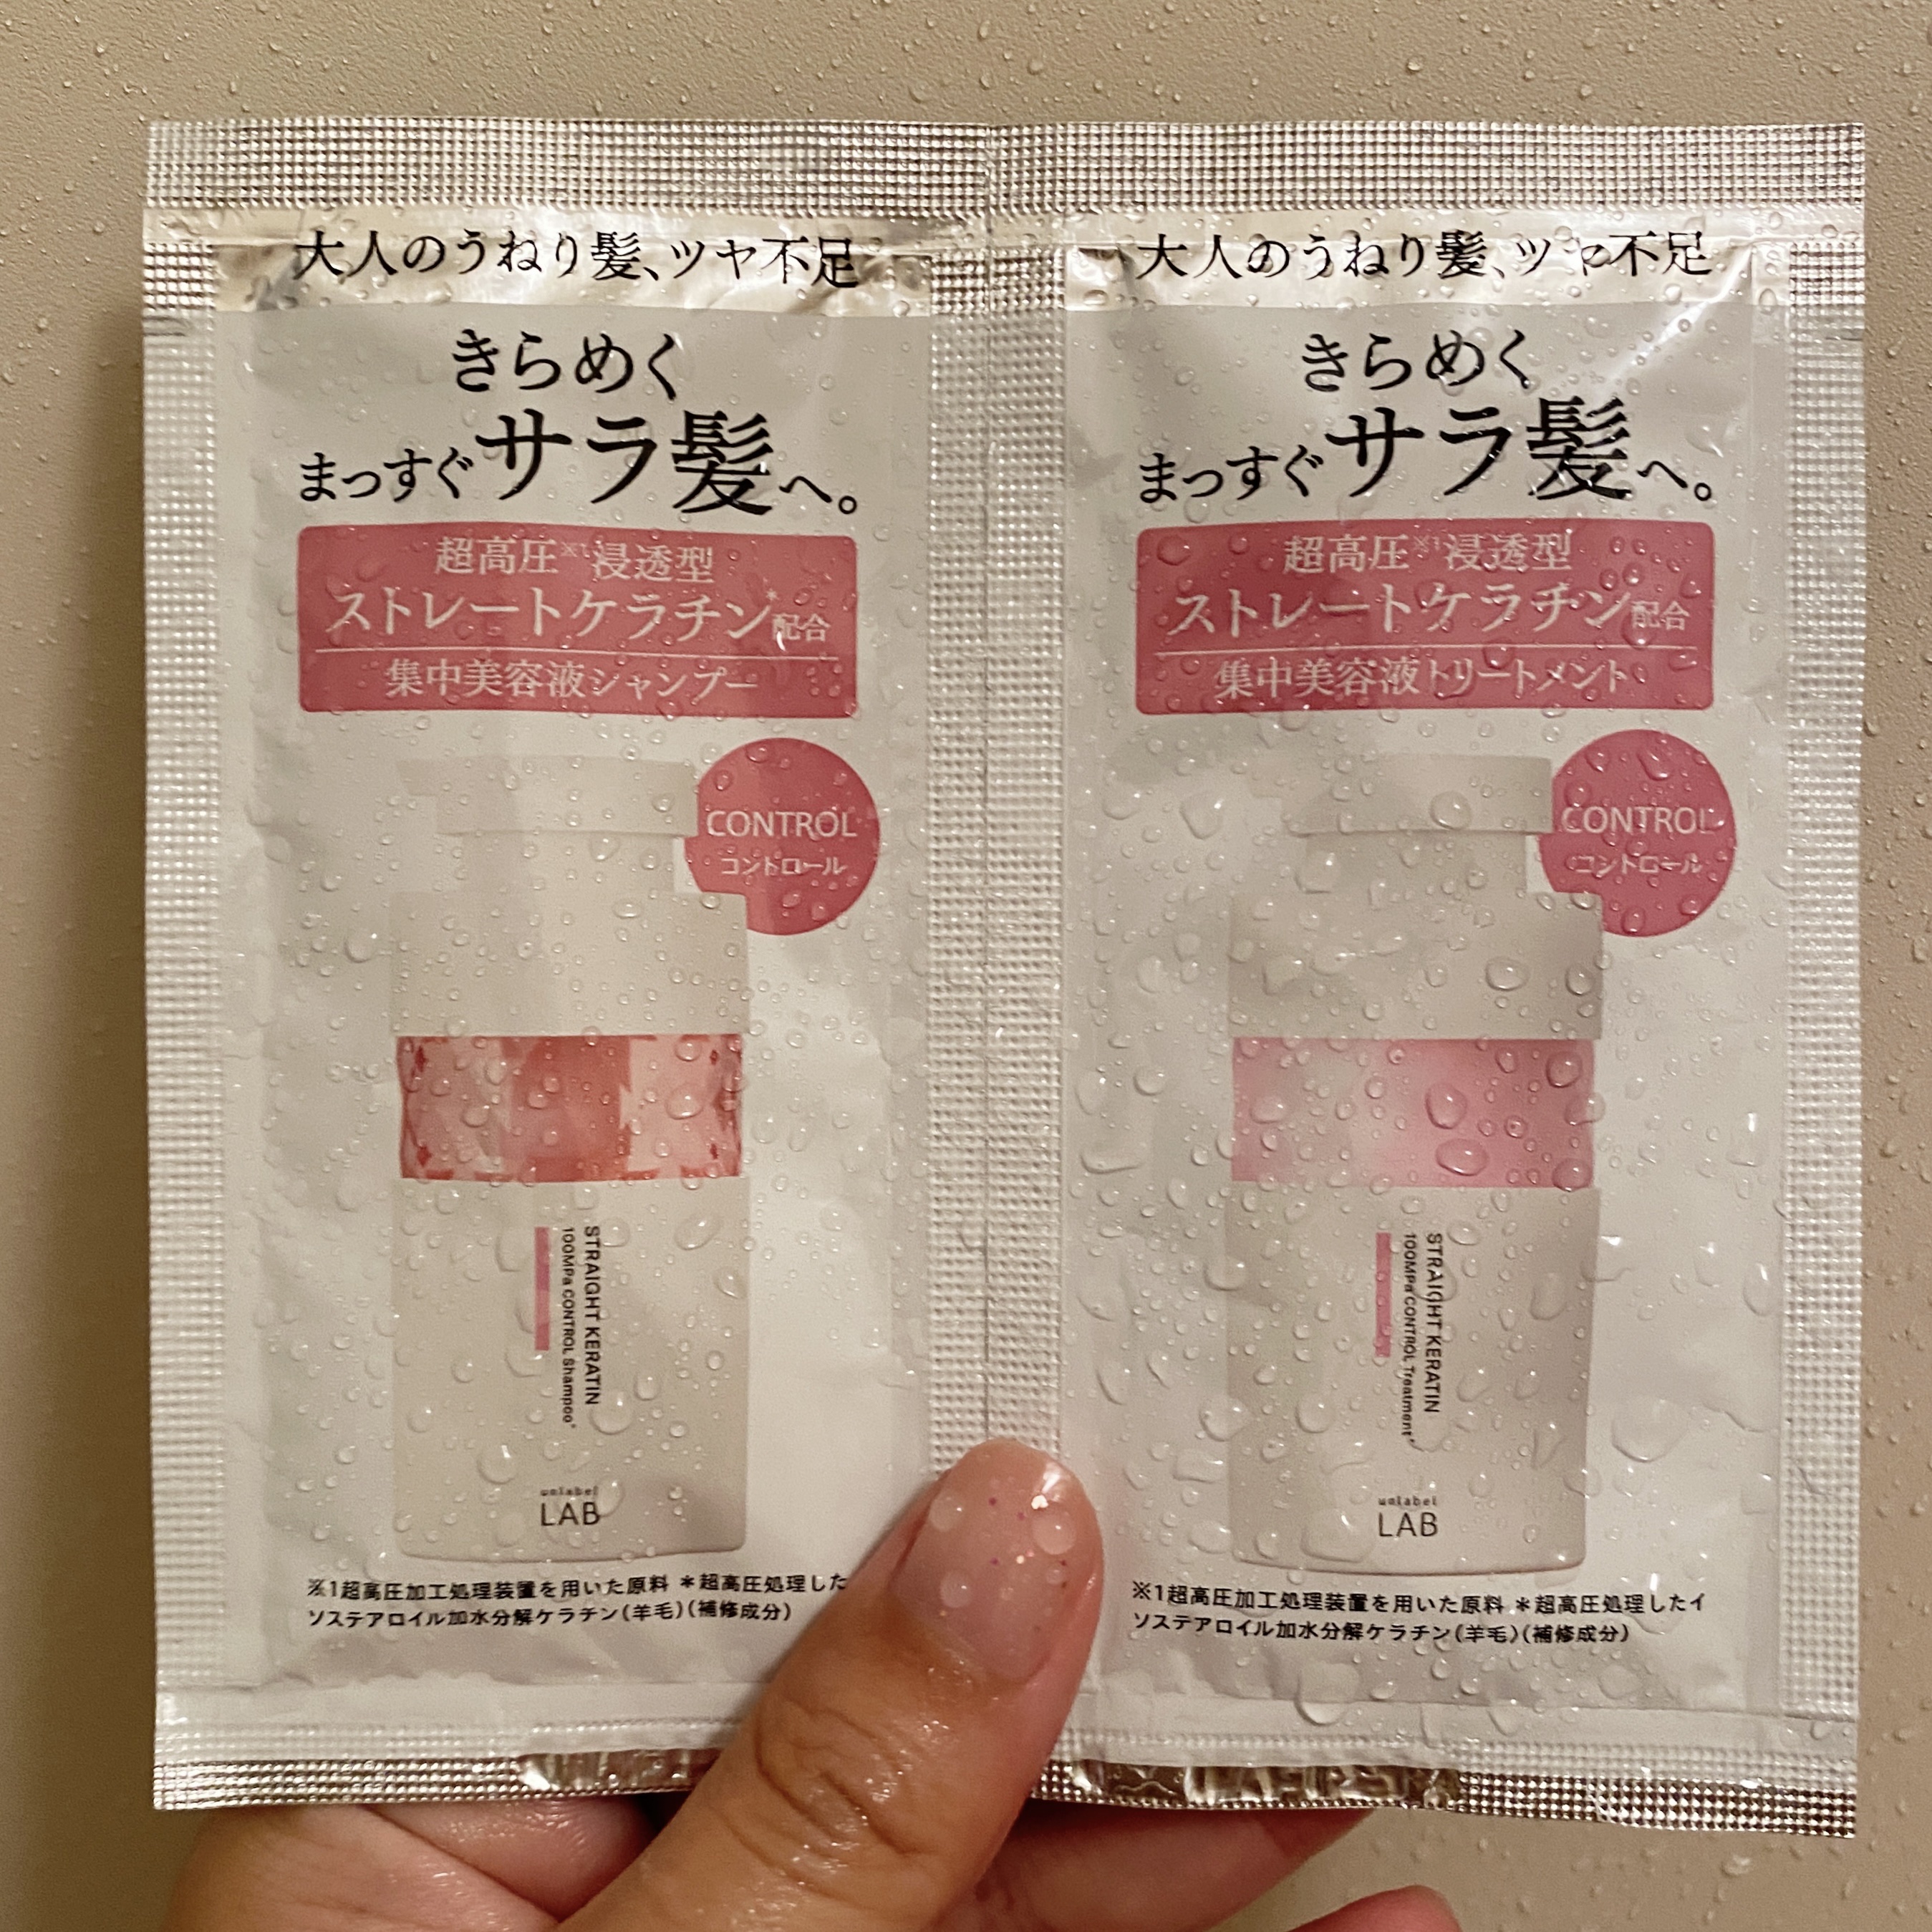 大人のうねり髪、ツヤ不足
きらめく
まっすぐサラ髪へ。
超高圧※1浸透型
ストレートケラチン*配合
集中美容液シャンプー
CONTROL
コントロール
STRAIGHT KERATIN
100MPa CONTROL Shampoo*
unlabel
LAB
※1超高圧加工処理装置を用いた原料 *超高圧処理した
ソステアロイル加水分解ケラチン(羊毛)(補修成分)
大人のうねり髪、ツヤ不足
きらめく
まっすぐサラ髪へ。
超高圧※1浸透型
ストレートケラチン配合
集中美容液トリートメント
CONTROL
コントロール
STRAIGHT KERATIN
100MPa CONTROL Treatment*
unlabel
LAB
※1超高圧加工処理装置を用いた原料 *超高圧処理したイ
ソステアロイル加水分解ケラチン(羊毛)(補修成分)